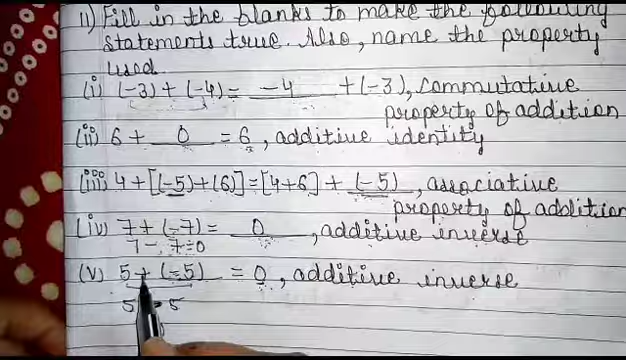 11) Fill in the blanks to make the following
statements true. Also, name the property
used.
(i) (-3) + (-4) = -4 + (-3), commutative
property of addition
(ii) 6 + 0 = 6, additive identity
(iii) 4 + [(-5) + (6)] = [4+6] + (-5), associative
property of addition
(iv) 7 + (-7) = 0, additive inverse
7 - 7 = 0
(v) 5 + (-5) = 0, additive inverse
5 - 5